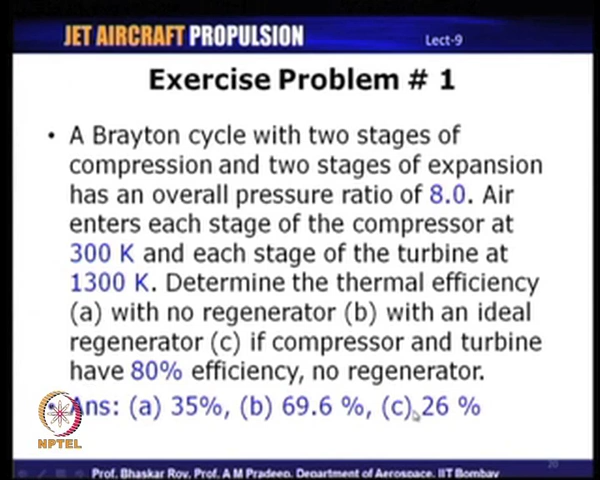 JET AIRCRAFT PROPULSION
Lect-9
Exercise Problem # 1
• A Brayton cycle with two stages of
compression and two stages of expansion
has an overall pressure ratio of 8.0. Air
enters each stage of the compressor at
300 K and each stage of the turbine at
1300 K. Determine the thermal efficiency
(a) with no regenerator (b) with an ideal
regenerator (c) if compressor and turbine
have 80% efficiency, no regenerator.
Ans: (a) 35%, (b) 69.6 %, (c) 26 %
NPTEL
Prof. Bhaskar Roy, Prof. A M Pradeep, Department of Aerospace, IIT Bombay
20